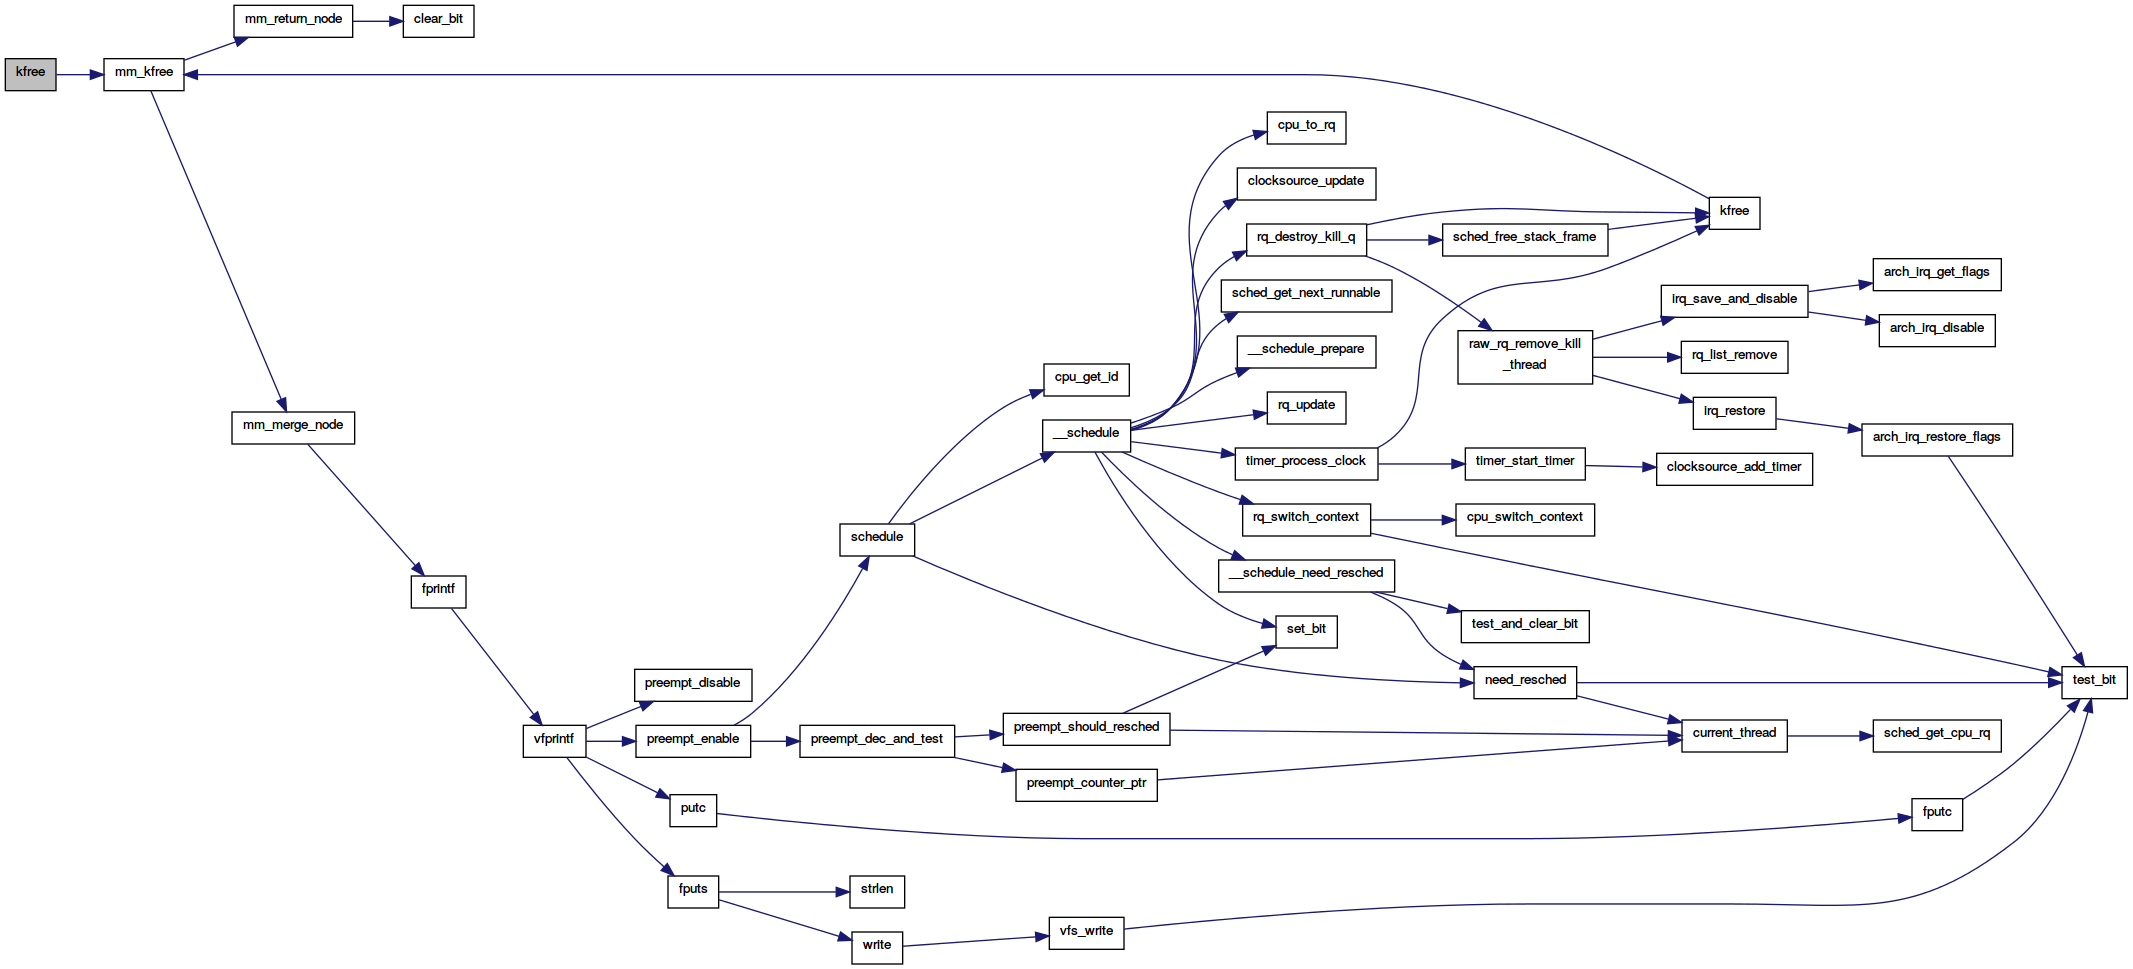 mm_return_node
clear_bit
kfree
mm_kfree
cpu_to_rq
clocksource_update
kfree
rq_destroy_kill_q
sched_free_stack_frame
arch_irq_get_flags
sched_get_next_runnable
irq_save_and_disable
arch_irq_disable
__schedule_prepare
raw_rq_remove_kill
_thread
rq_list_remove
cpu_get_id
rq_update
irq_restore
mm_merge_node
__schedule
arch_irq_restore_flags
timer_process_clock
timer_start_timer
clocksource_add_timer
rq_switch_context
cpu_switch_context
schedule
__schedule_need_resched
fprintf
test_and_clear_bit
set_bit
preempt_disable
need_resched
test_bit
vfprintf
preempt_enable
preempt_dec_and_test
preempt_should_resched
current_thread
sched_get_cpu_rq
preempt_counter_ptr
putc
fputc
fputs
strlen
write
vfs_write